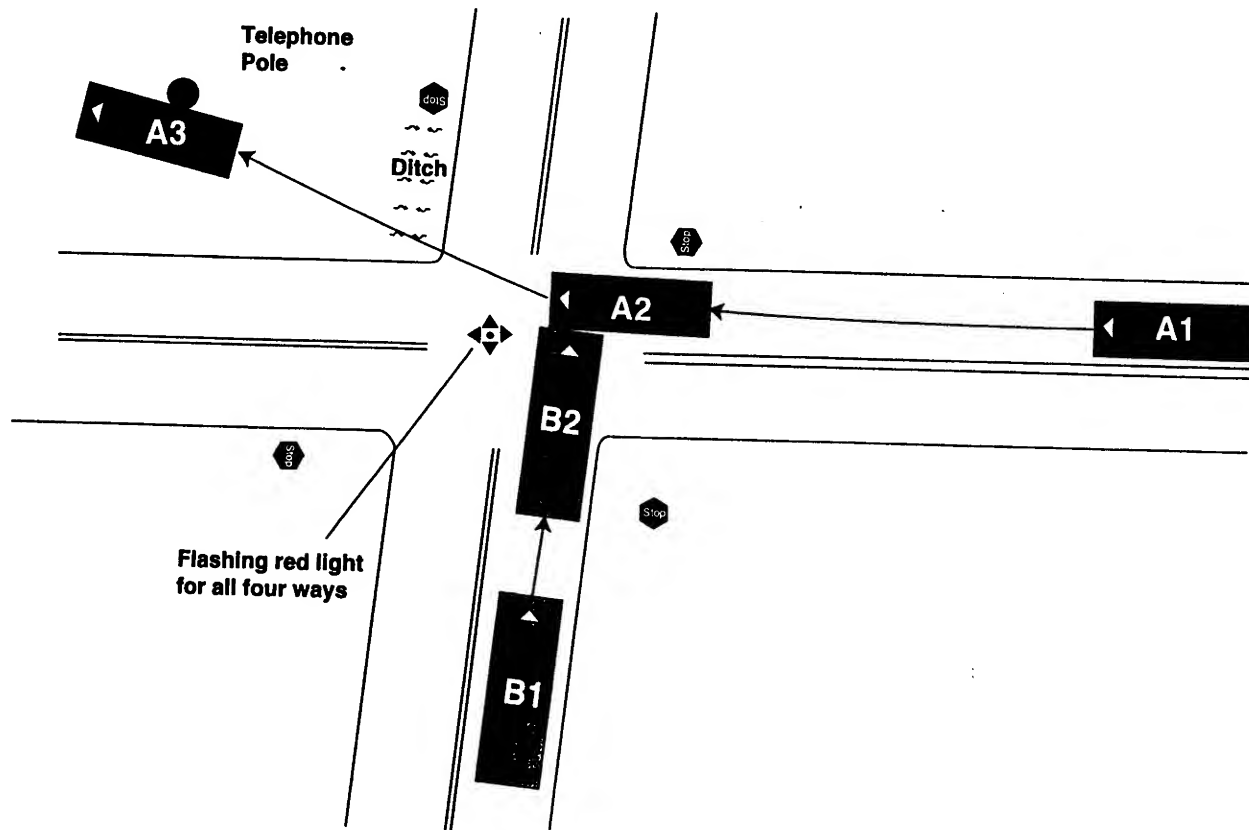 Telephone
Pole
Stop
A3
Ditch
Stop
A2
A1
B2
Stop
Stop
Flashing red light
for all four ways
B1